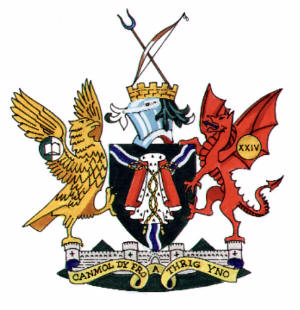 XXIV
CANMOL DY FRO A THRIG YNO